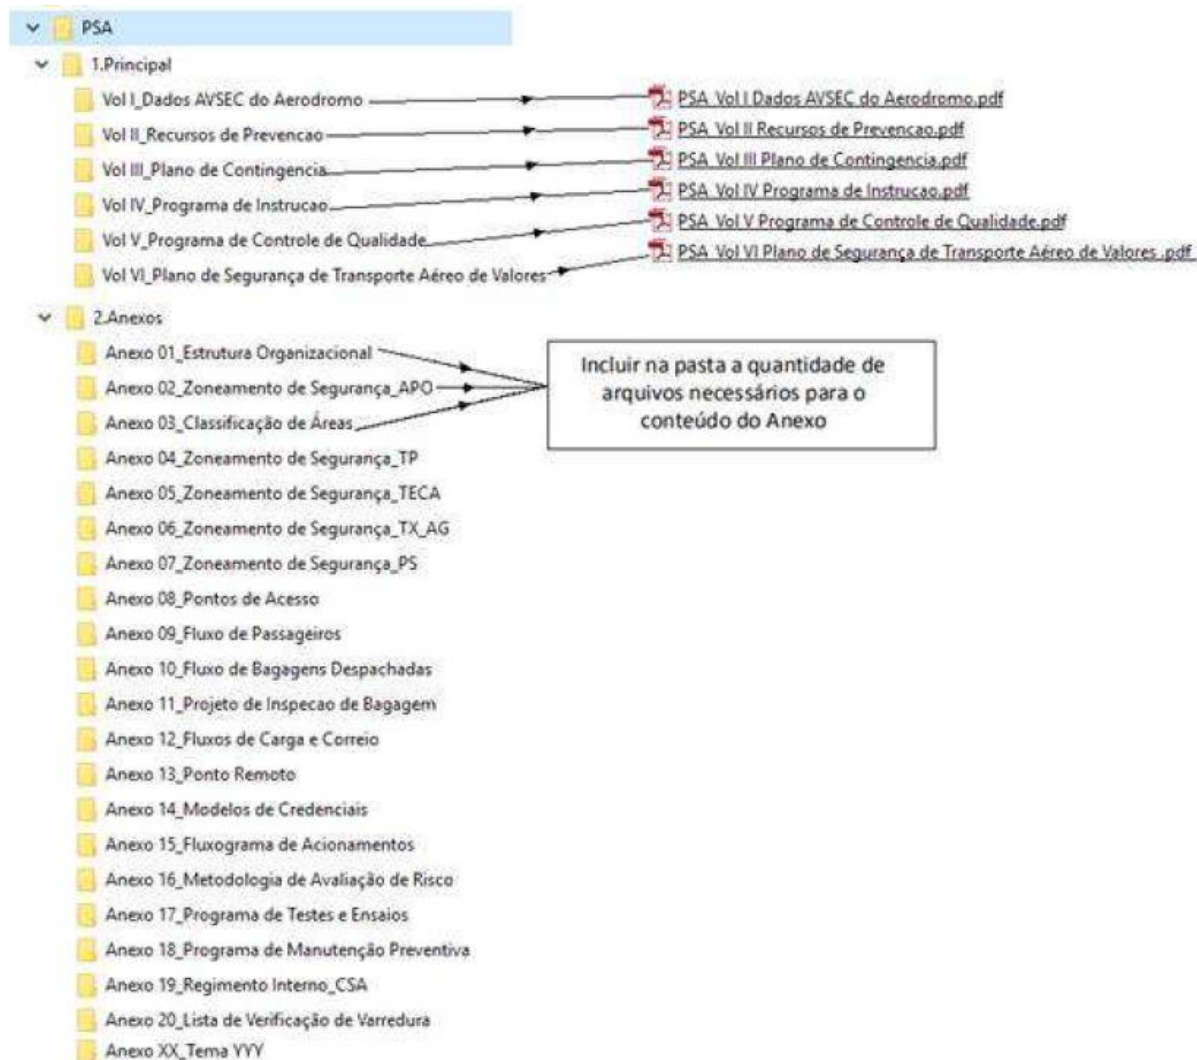 PSA
1.Principal
Vol I_Dados AVSEC do Aerodromo
PSA Vol I Dados AVSEC do Aerodromo.pdf
Vol II_Recursos de Prevencao
PSA Vol II Recursos de Prevencao.pdf
Vol III_Plano de Contingencia
PSA Vol III Plano de Contingencia.pdf
Vol IV_Programa de Instrucao
PSA Vol IV Programa de Instrucao.pdf
Vol V_Programa de Controle de Qualidade
PSA Vol V Programa de Controle de Qualidade.pdf
Vol VI_Plano de Segurança de Transporte Aéreo de Valores
PSA Vol VI Plano de Segurança de Transporte Aéreo de Valores .pdf
2.Anexos
Anexo 01_Estrutura Organizacional
Anexo 02_Zoneamento de Segurança_APO
Anexo 03_Classificação de Áreas
Incluir na pasta a quantidade de
arquivos necessários para o
conteúdo do Anexo
Anexo 04_Zoneamento de Segurança_TP
Anexo 05_Zoneamento de Segurança_TECA
Anexo 06_Zoneamento de Segurança_TX_AG
Anexo 07_Zoneamento de Segurança_PS
Anexo 08_Pontos de Acesso
Anexo 09_Fluxo de Passageiros
Anexo 10_Fluxo de Bagagens Despachadas
Anexo 11_Projeto de Inspecao de Bagagem
Anexo 12_Fluxos de Carga e Correio
Anexo 13_Ponto Remoto
Anexo 14_Modelos de Credenciais
Anexo 15_Fluxograma de Acionamentos
Anexo 16_Metodologia de Avaliação de Risco
Anexo 17_Programa de Testes e Ensaios
Anexo 18_Programa de Manutenção Preventiva
Anexo 19_Regimento Interno_CSA
Anexo 20_Lista de Verificação de Varredura
Anexo XX_Tema YYY